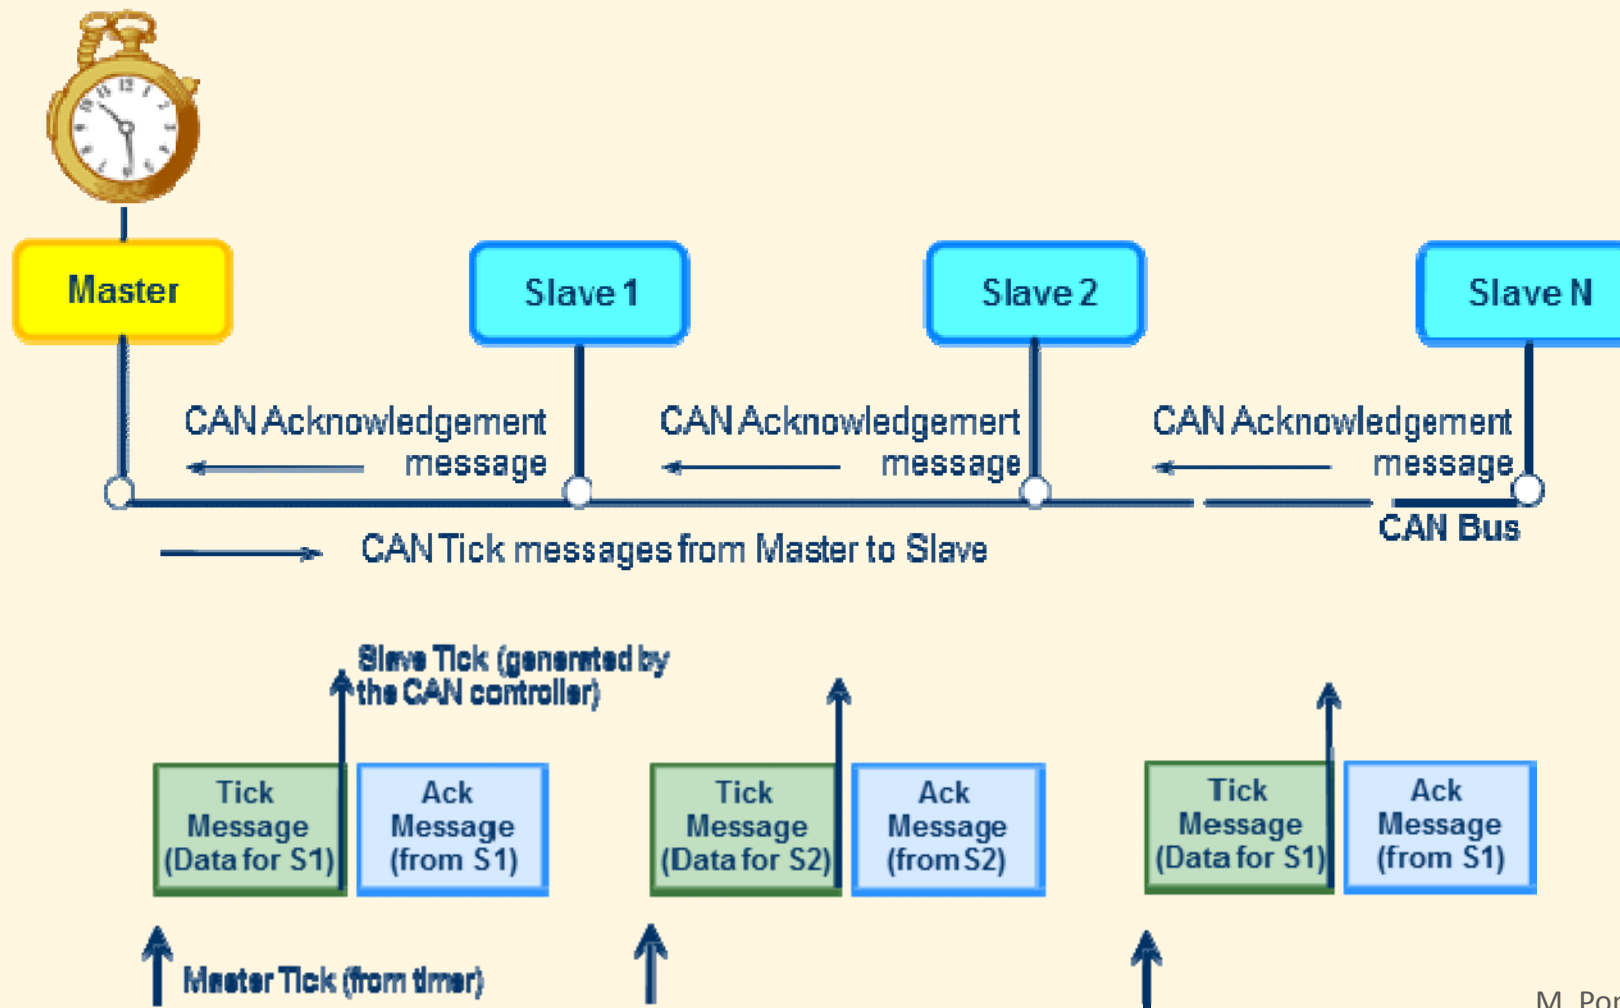 Master
Slave 1
Slave 2
Slave N
CAN Acknowledgement
message
CAN Acknowledgemert
message
CAN Acknowledgement
message
CAN Bus
CAN Tick messages from Master to Slave
Slave Tick (generated by
the CAN controller)
Tick
Message
(Data for S1)
Ack
Message
(from S1)
Tick
Message
(Data for S2)
Ack
Message
(from S2)
Tick
Message
(Data for S1)
Ack
Message
(from S1)
Master Tick (from timer)
M.